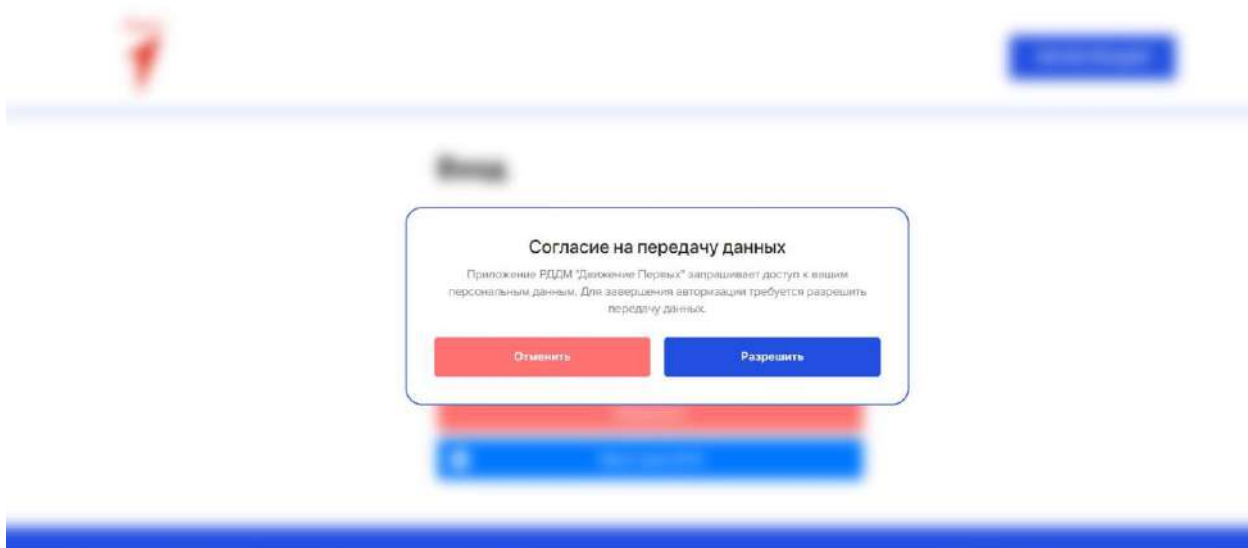 Вход
Согласие на передачу данных
Приложение РДДМ "Движение Первых" запрашивает доступ к вашим
персональным данным. Для завершения авторизации требуется разрешить
передачу данных.
Отменить
Разрешить